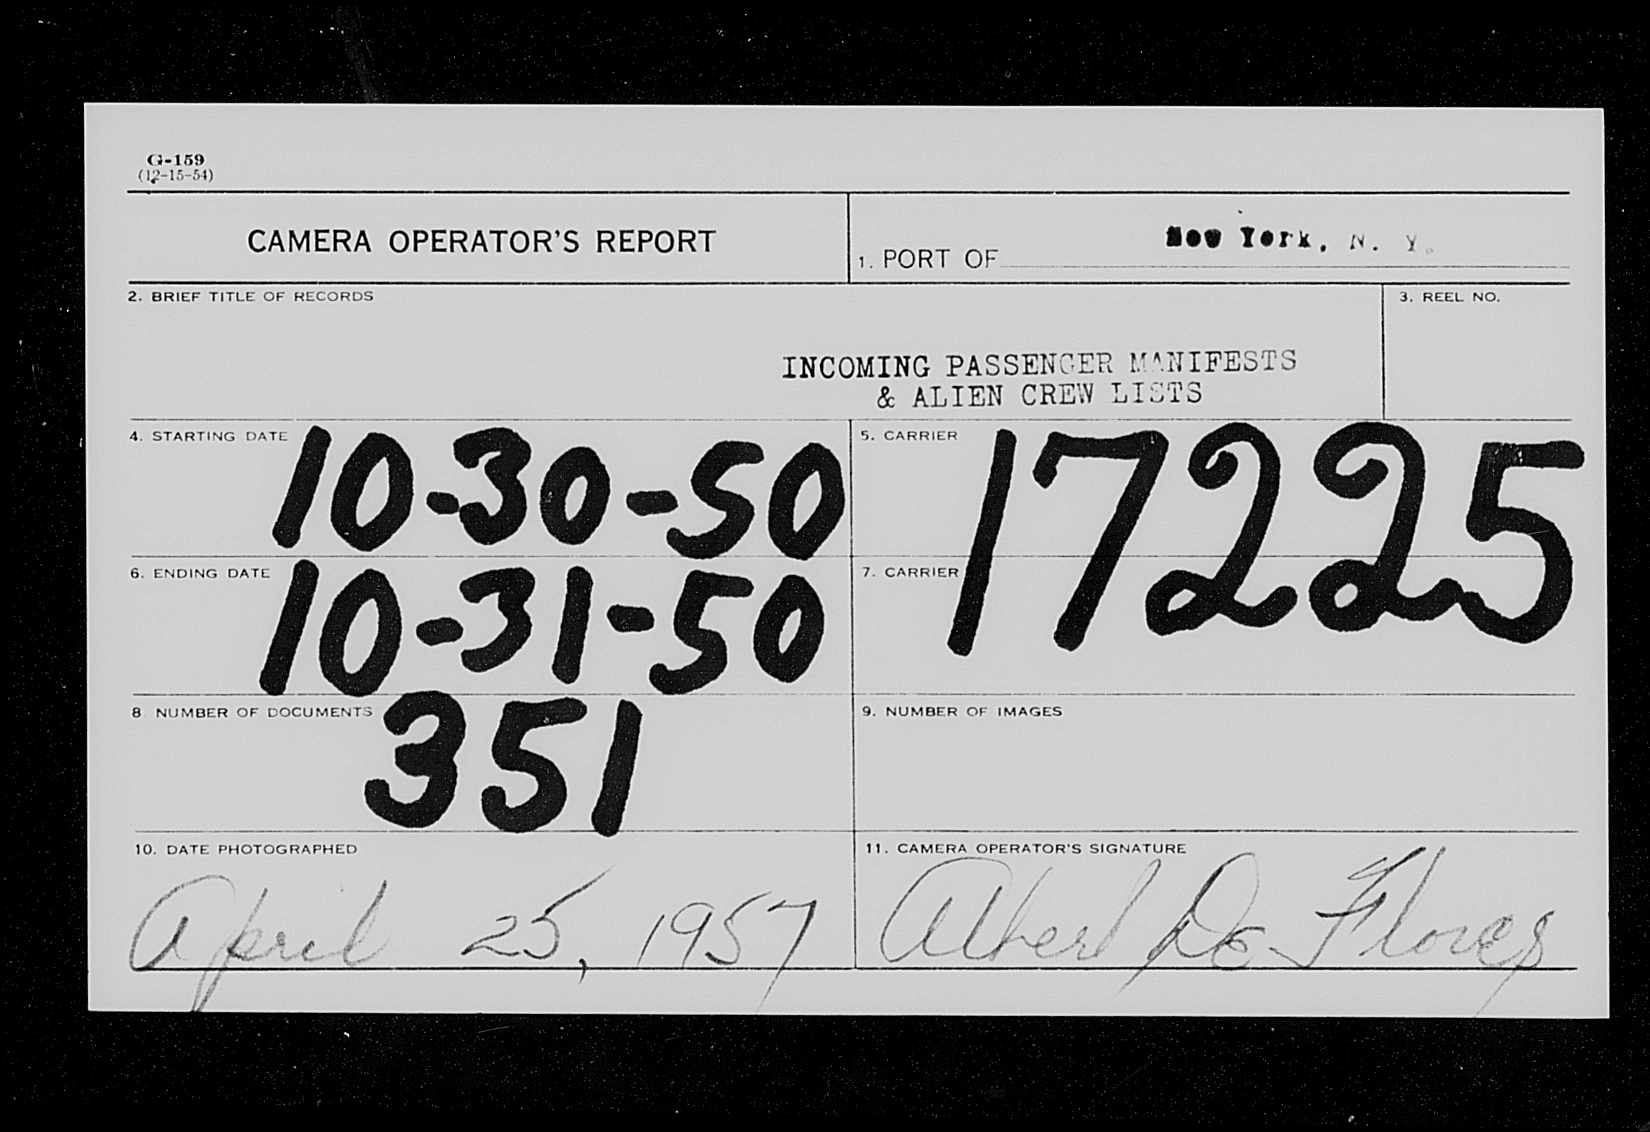 G-159
(12-15-54)
CAMERA OPERATOR'S REPORT
1. PORT OF New York, N. Y.
2. BRIEF TITLE OF RECORDS
3. REEL NO.
INCOMING PASSENGER MANIFESTS
& ALIEN CREW LISTS
4. STARTING DATE 10-30-50
5. CARRIER 17225
6. ENDING DATE 10-31-50
7. CARRIER
8 NUMBER OF DOCUMENTS 351
9. NUMBER OF IMAGES
10. DATE PHOTOGRAPHED
April 25, 1957
11. CAMERA OPERATOR'S SIGNATURE
Albert De Flores